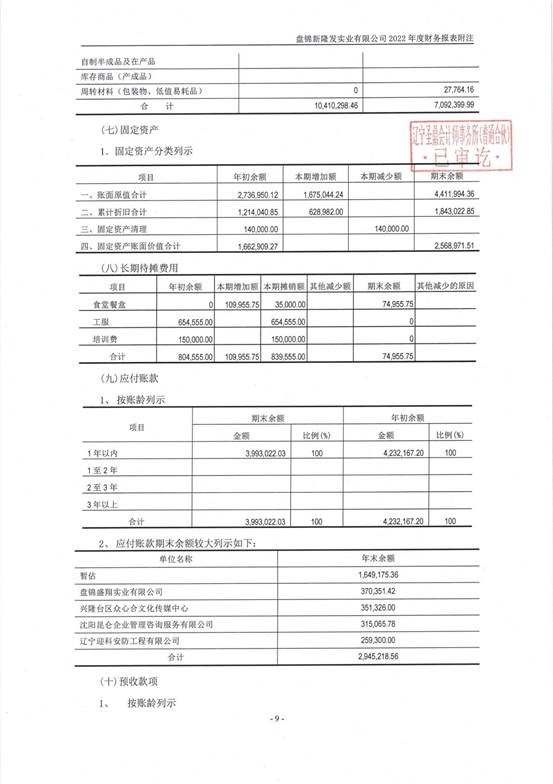 盘锦新隆发实业有限公司 2022 年度财务报表附注
自制半成品及在产品
库存商品（产成品）
周转材料（包装物、低值易耗品） 0 27,764.16
合 计 10,410,298.46 7,092,399.99
(七)固定资产
辽宁圣鼎会计师事务所(普通合伙)
·已审讫·
1．固定资产分类列示
项目 年初余额 本期增加额 本期减少额 期末余额
一、账面原值合计 2,736,950.12 1,675,044.24 4,411,994.36
二、累计折旧合计 1,214,040.85 628,982.00 1,843,022.85
三、固定资产清理 140,000.00 140,000.00
四、固定资产账面价值合计 1,662,909.27 2,568,971.51
(八)长期待摊费用
项目 年初余额 本期增加额 本期摊销额 其他减少额 期末余额 其他减少的原因
食堂餐盒 0 109,955.75 35,000.00 74,955.75
工服 654,555.00 654,555.00 0
培训费 150,000.00 150,000.00 0
合计 804,555.00 109,955.75 839,555.00 74,955.75
(九)应付账款
1、 按账龄列示
项目 期末余额 年初余额
金额 比例(%) 金额 比例(%)
1 年以内 3,993,022.03 100 4,232,167.20 100
1 至 2 年
2 至 3 年
3 年以上
合计 3,993,022.03 100 4,232,167.20 100
2、 应付账款期末余额较大列示如下：
单位名称 年末余额
暂估 1,649,175.36
盘锦盛翔实业有限公司 370,351.42
兴隆台区众心合文化传媒中心 351,326.00
沈阳昆仑企业管理咨询服务有限公司 315,065.78
辽宁迎科安防工程有限公司 259,300.00
合计 2,945,218.56
(十)预收款项
1、 按账龄列示
- 9 -